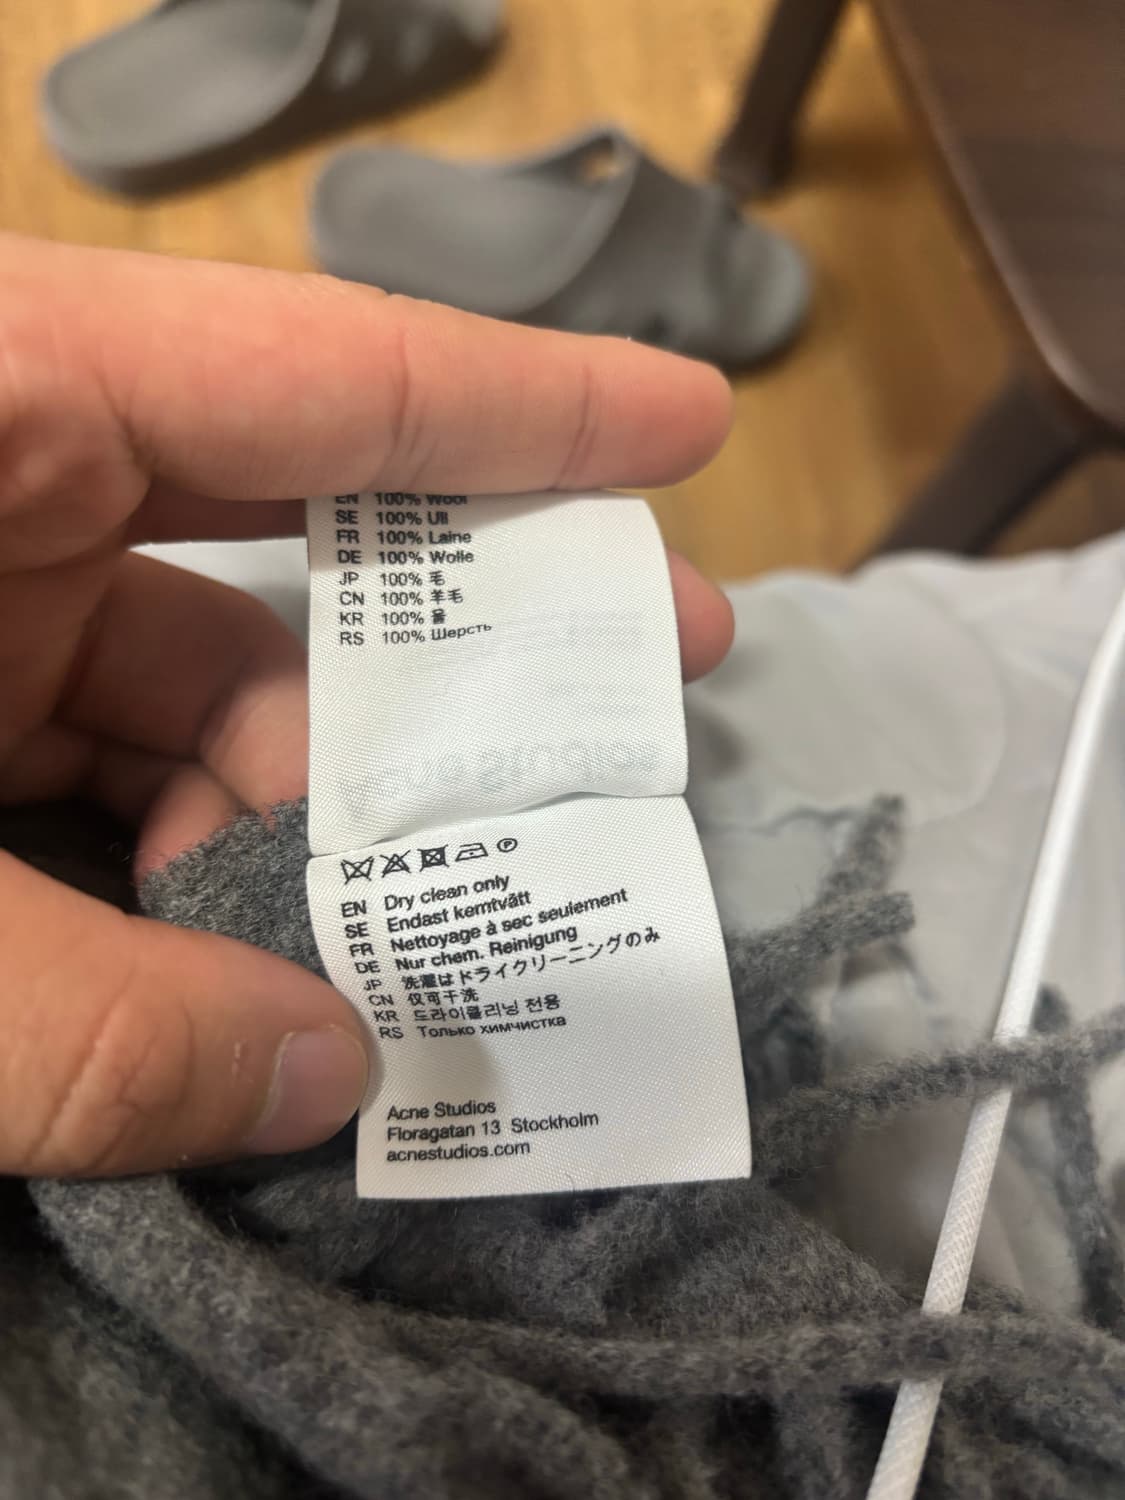 EN 100% Wool
SE 100% Ull
FR 100% Laine
DE 100% Wolle
JP 100% 毛
CN 100% 羊毛
KR 100% 울
RS 100% Шерсть
P
EN Dry clean only
SE Endast kemtvätt
FR Nettoyage à sec seulement
DE Nur chem. Reinigung
JP 洗濯はドライクリーニングのみ
CN 仅可干洗
KR 드라이클리닝 전용
RS Только химчистка
Acne Studios
Floragatan 13 Stockholm
acnestudios.com